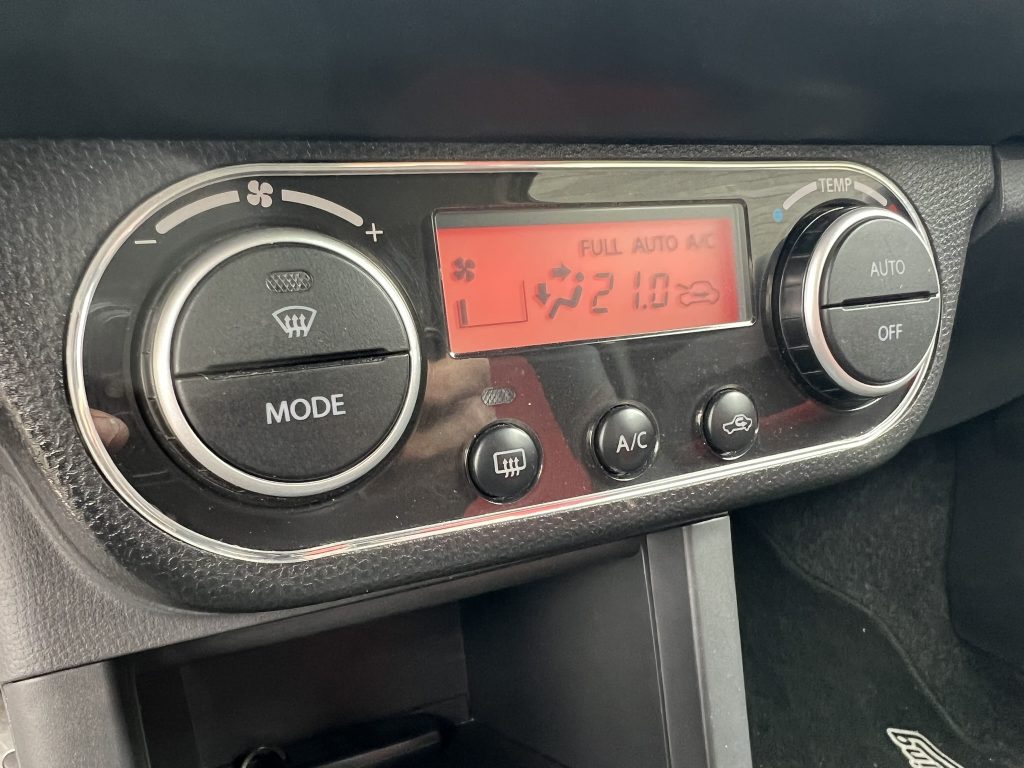 TEMP
− +
FULL AUTO A/C
21.0
AUTO
OFF
MODE
A/C